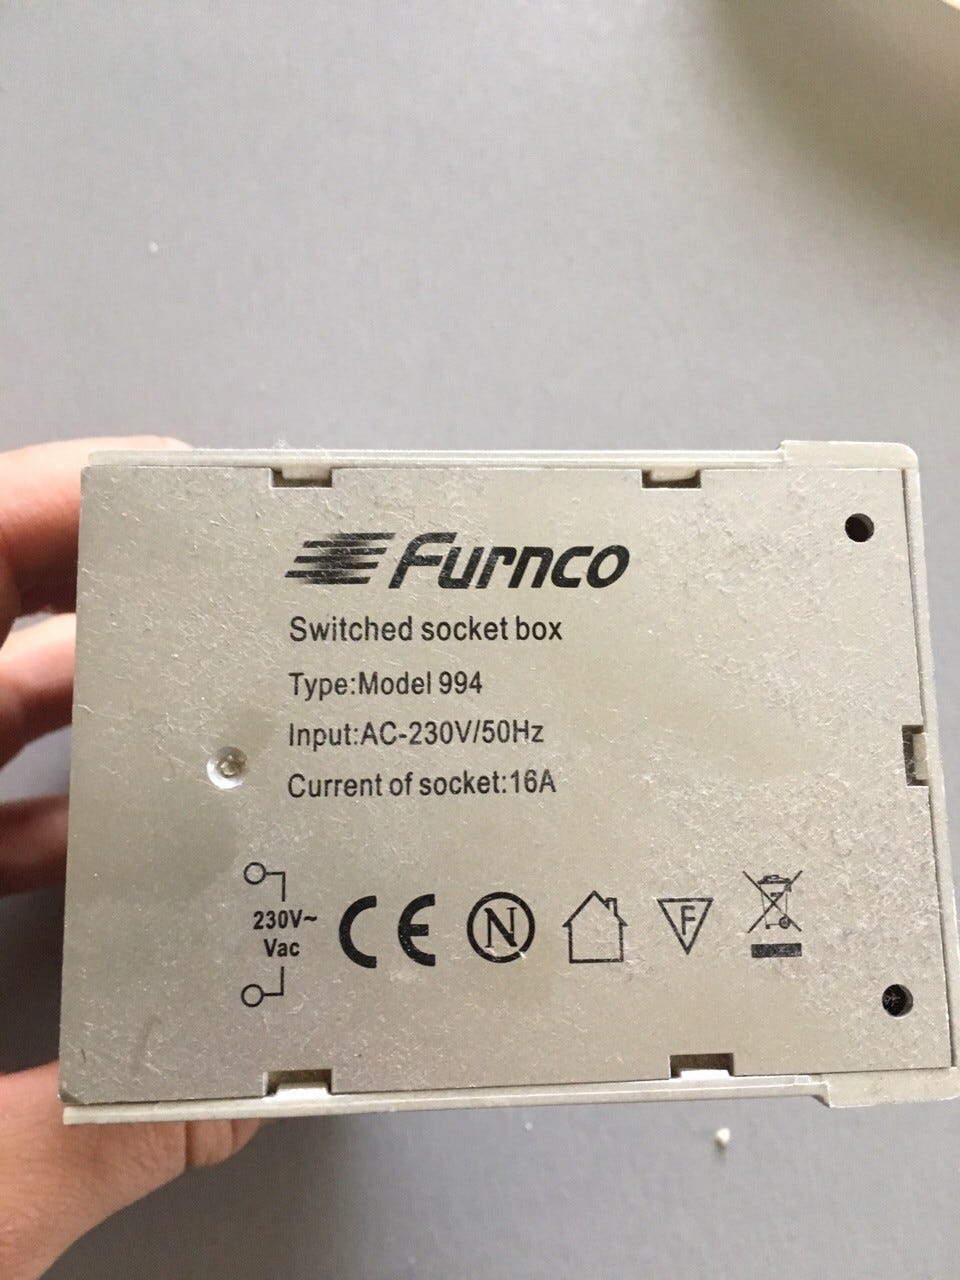 Furnco
Switched socket box
Type:Model 994
Input:AC-230V/50Hz
Current of socket:16A
230V~
Vac
CE
N
F